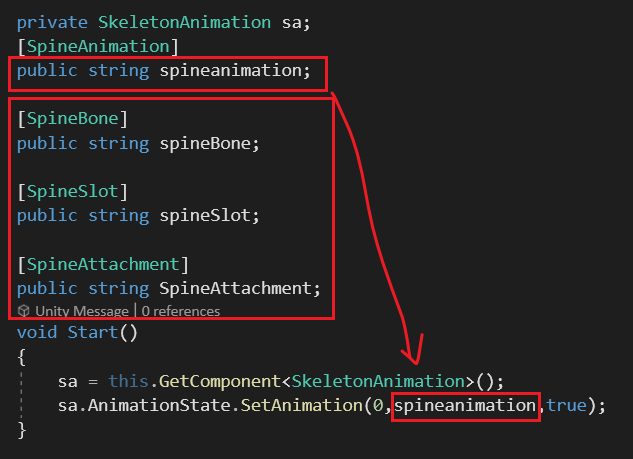 private SkeletonAnimation sa;
[SpineAnimation]
public string spineanimation;
[SpineBone]
public string spineBone;
[SpineSlot]
public string spineSlot;
[SpineAttachment]
public string SpineAttachment;
Unity Message | 0 references
void Start()
{
sa = this.GetComponent<SkeletonAnimation>();
sa.AnimationState.SetAnimation(0,spineanimation,true);
}